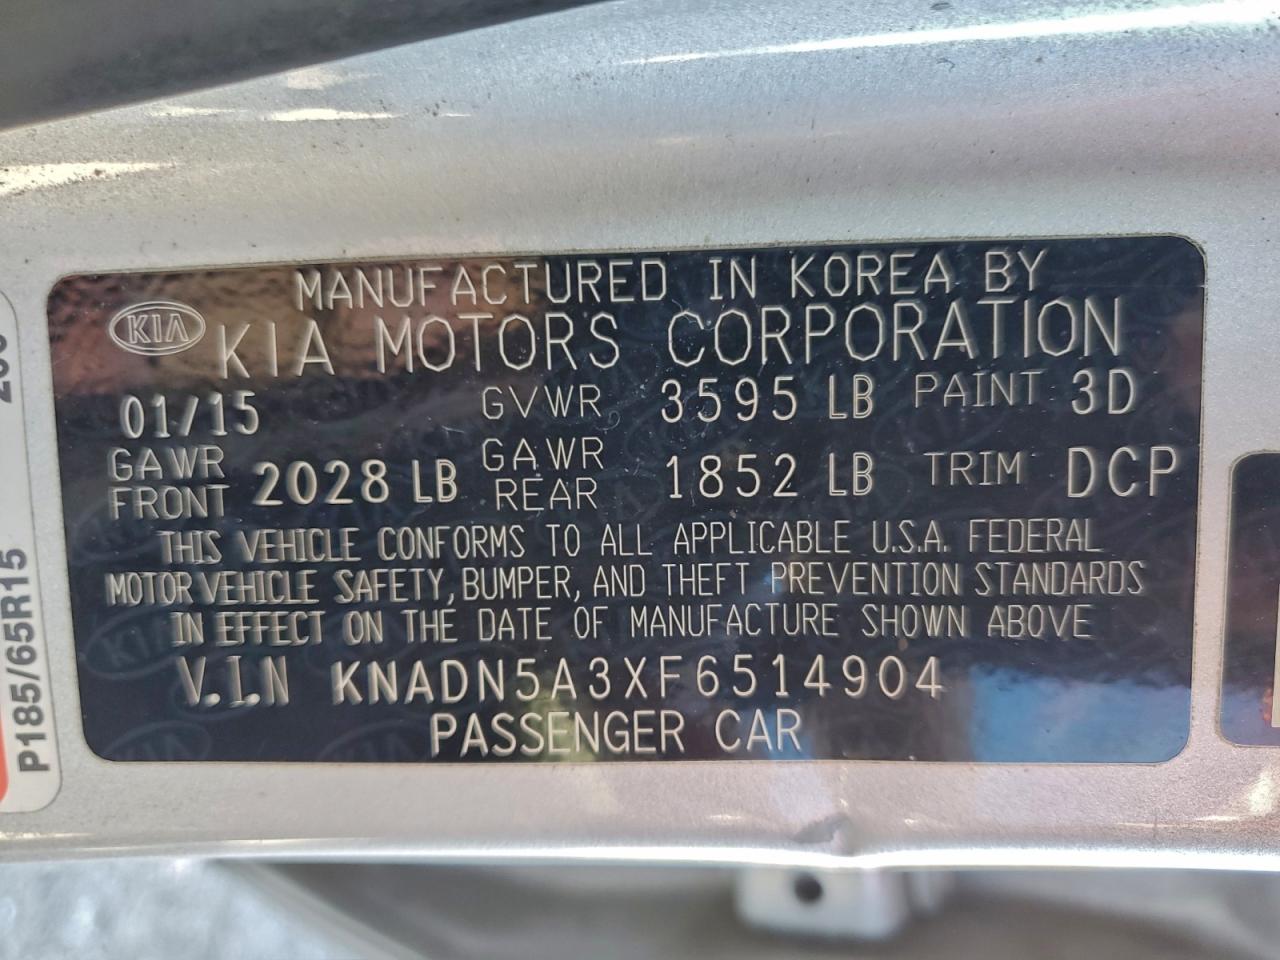 MANUFACTURED IN KOREA BY
KIA KIA MOTORS CORPORATION
01/15 GVWR 3595 LB PAINT 3D
GAWR FRONT 2028 LB GAWR REAR 1852 LB TRIM DCP
THIS VEHICLE CONFORMS TO ALL APPLICABLE U.S.A. FEDERAL
MOTOR VEHICLE SAFETY, BUMPER, AND THEFT PREVENTION STANDARDS
IN EFFECT ON THE DATE OF MANUFACTURE SHOWN ABOVE
V.I.N KNADN5A3XF6514904
PASSENGER CAR
P185/65R15